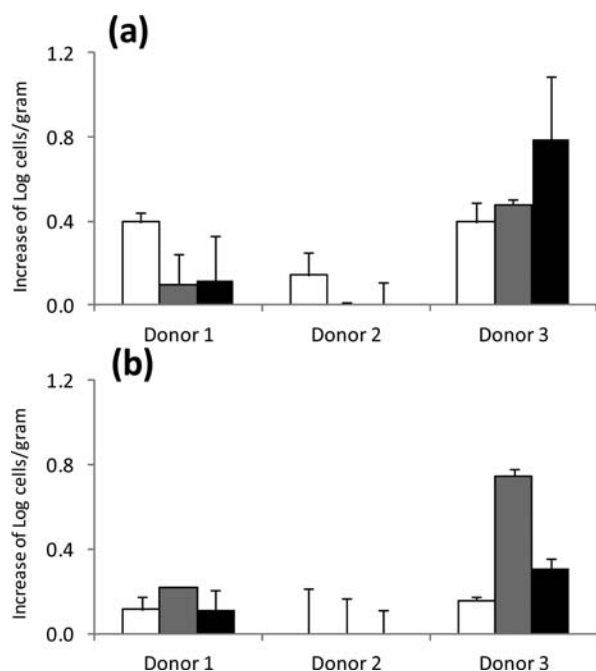 (a)
Increase of Log cells/gram
1.2
0.8
0.4
0.0
Donor 1 Donor 2 Donor 3
(b)
Increase of Log cells/gram
1.2
0.8
0.4
0.0
Donor 1 Donor 2 Donor 3